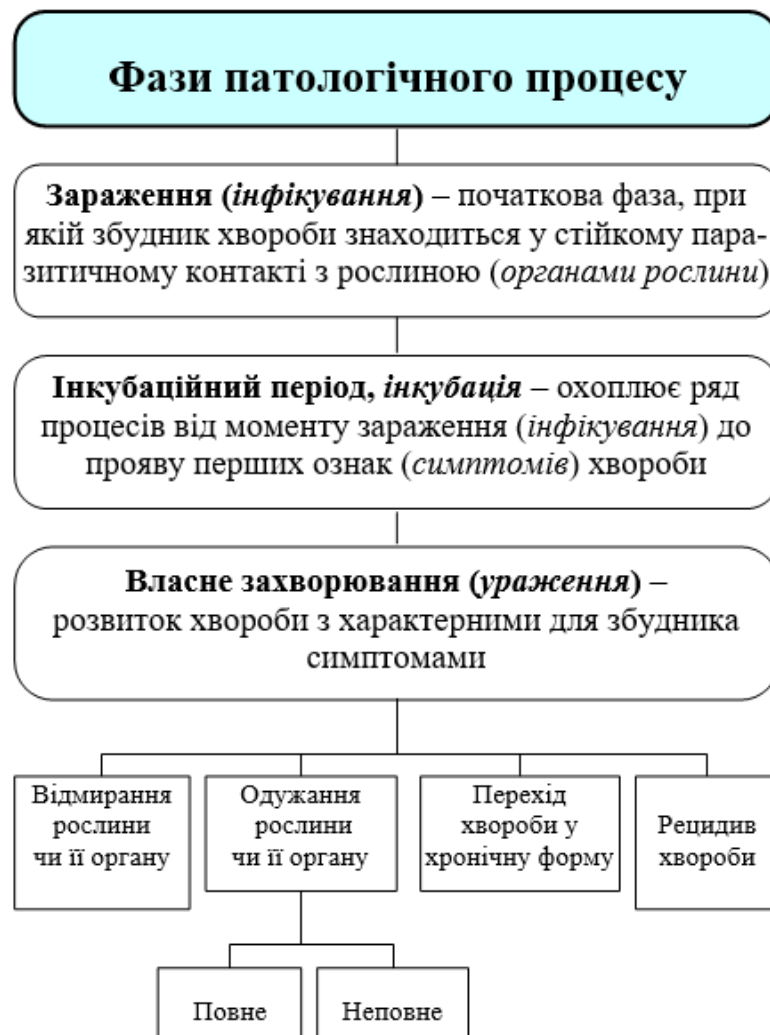 Фази патологічного процесу
Зараження (інфікування) – початкова фаза, при
якій збудник хвороби знаходиться у стійкому пара-
зитичному контакті з рослиною (органами рослини)
Інкубаційний період, інкубація – охоплює ряд
процесів від моменту зараження (інфікування) до
прояву перших ознак (симптомів) хвороби
Власне захворювання (ураження) –
розвиток хвороби з характерними для збудника
симптомами
Відмирання
рослини
чи її органу
Одужання
рослини
чи її органу
Перехід
хвороби у
хронічну форму
Рецидив
хвороби
Повне
Неповне